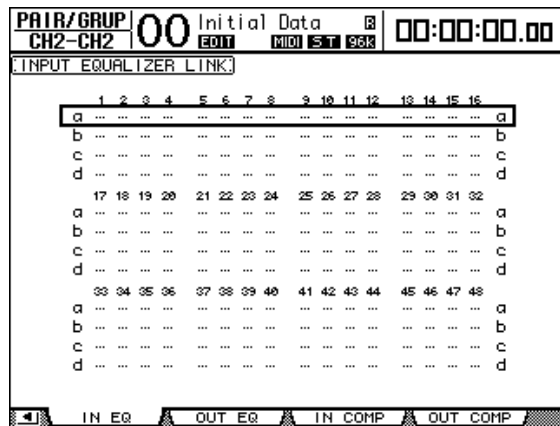 PAIR/GRUP 00 Initial Data R 00:00:00.00
CH2-CH2 EDIT MIDI ST 96K
INPUT EQUALIZER LINK
1 2 3 4 5 6 7 8 9 10 11 12 13 14 15 16
a ... ... ... ... ... ... ... ... ... ... ... ... ... ... ... ... a
b ... ... ... ... ... ... ... ... ... ... ... ... ... ... ... ... b
c ... ... ... ... ... ... ... ... ... ... ... ... ... ... ... ... c
d ... ... ... ... ... ... ... ... ... ... ... ... ... ... ... ... d
17 18 19 20 21 22 23 24 25 26 27 28 29 30 31 32
a ... ... ... ... ... ... ... ... ... ... ... ... ... ... ... ... a
b ... ... ... ... ... ... ... ... ... ... ... ... ... ... ... ... b
c ... ... ... ... ... ... ... ... ... ... ... ... ... ... ... ... c
d ... ... ... ... ... ... ... ... ... ... ... ... ... ... ... ... d
33 34 35 36 37 38 39 40 41 42 43 44 45 46 47 48
a ... ... ... ... ... ... ... ... ... ... ... ... ... ... ... ... a
b ... ... ... ... ... ... ... ... ... ... ... ... ... ... ... ... b
c ... ... ... ... ... ... ... ... ... ... ... ... ... ... ... ... c
d ... ... ... ... ... ... ... ... ... ... ... ... ... ... ... ... d
IN EQ OUT EQ IN COMP OUT COMP